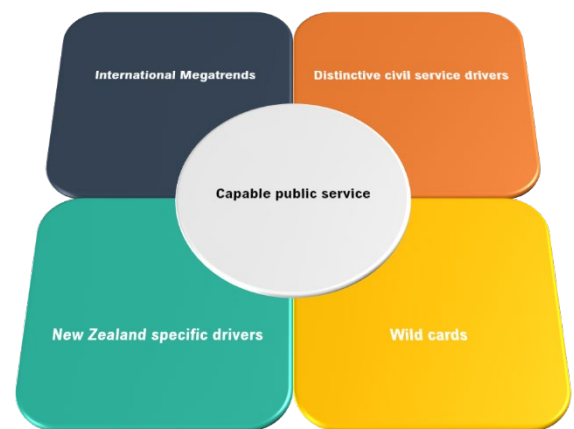 International Megatrends
Distinctive civil service drivers
Capable public service
New Zealand specific drivers
Wild cards